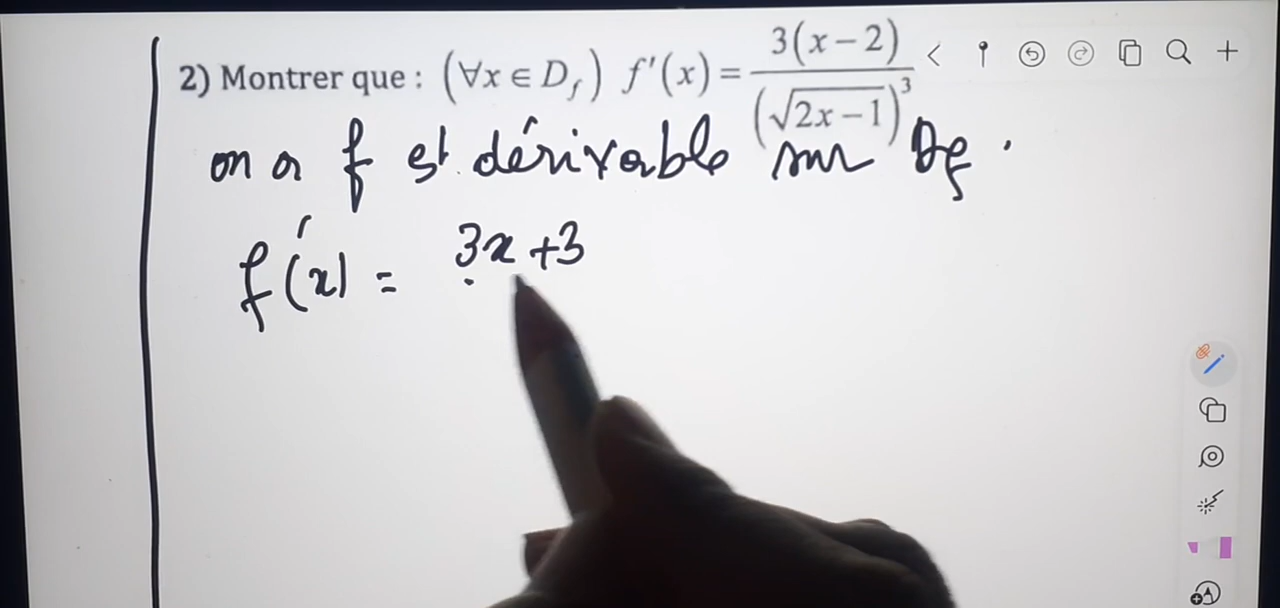 2) Montrer que : (∀x ∈ D_f) f'(x) = 3(x − 2) / (√(2x − 1))³
on a f est dérivable sur Df .
f'(x) = 3x + 3